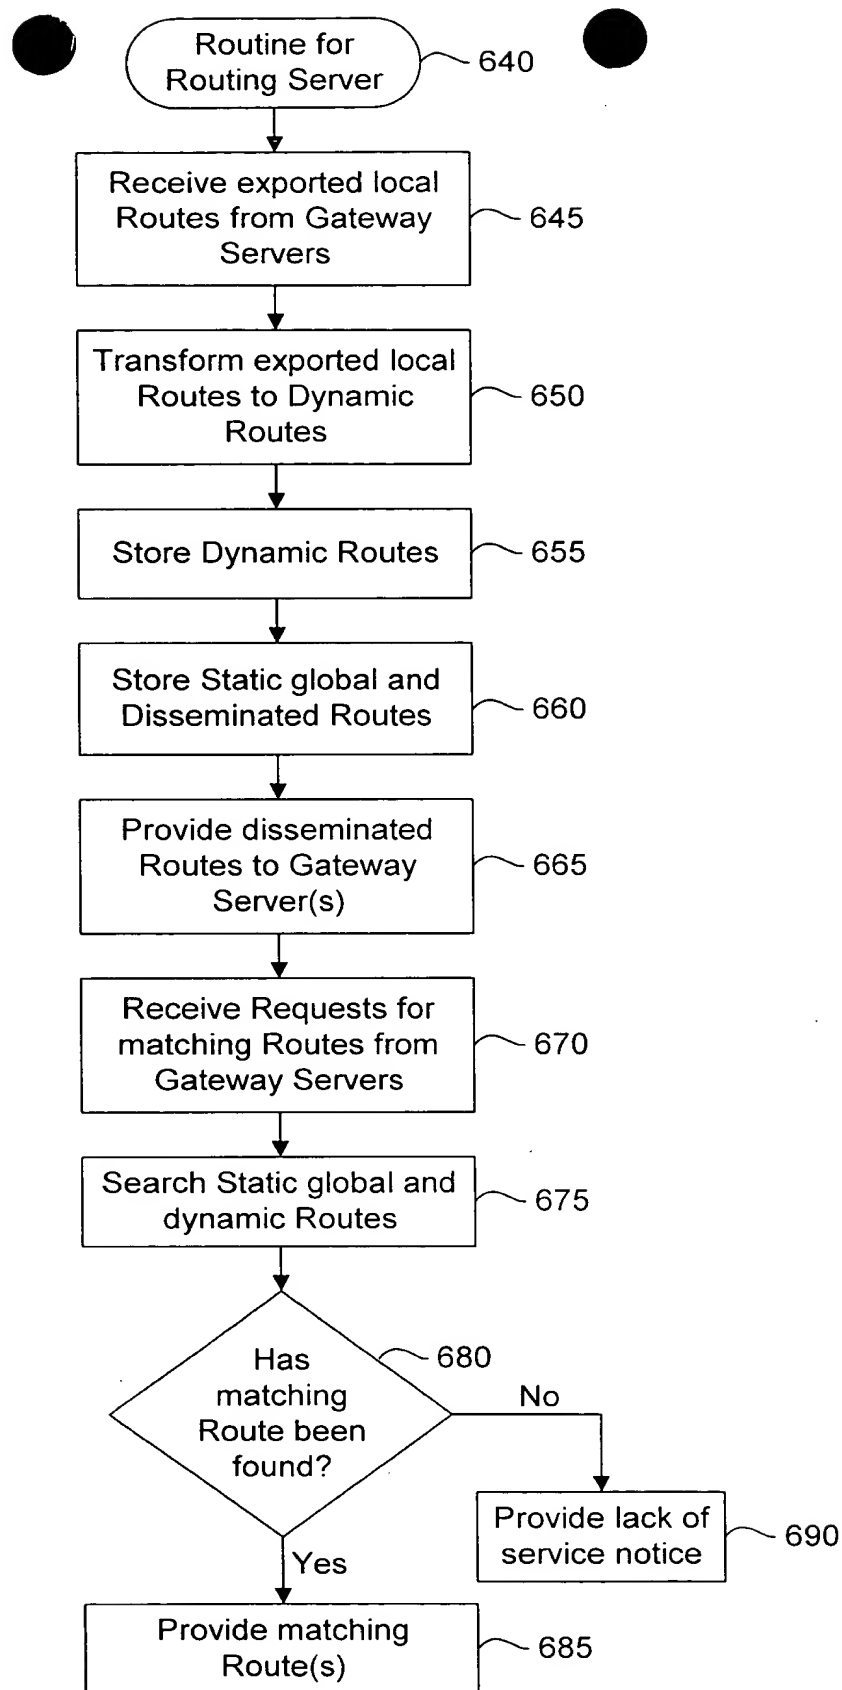 Routine for
Routing Server
640
Receive exported local
Routes from Gateway
Servers
645
Transform exported local
Routes to Dynamic
Routes
650
Store Dynamic Routes
655
Store Static global and
Disseminated Routes
660
Provide disseminated
Routes to Gateway
Server(s)
665
Receive Requests for
matching Routes from
Gateway Servers
670
Search Static global and
dynamic Routes
675
Has
matching
Route been
found?
680
No
Provide lack of
service notice
690
Yes
Provide matching
Route(s)
685